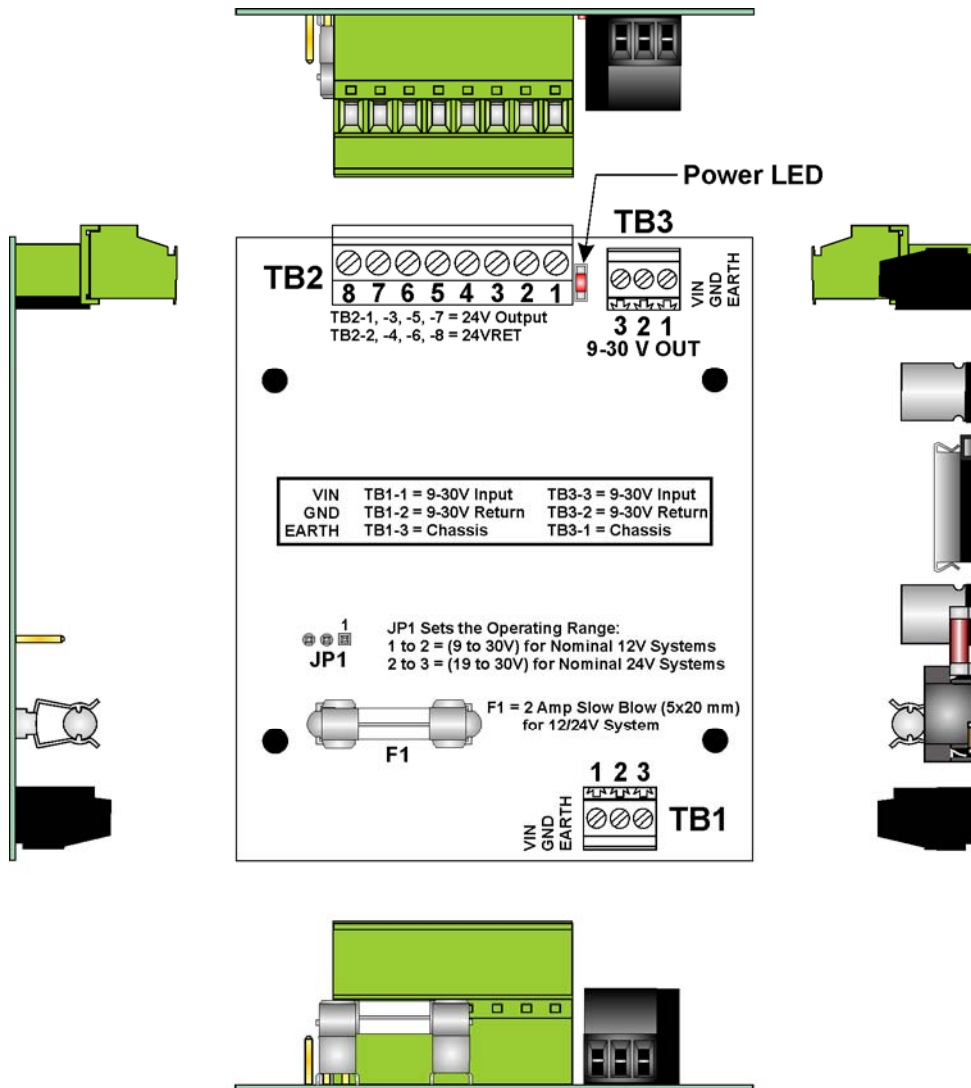 Power LED
TB3
TB2
8 7 6 5 4 3 2 1
VIN
GND
EARTH
TB2-1, -3, -5, -7 = 24V Output
TB2-2, -4, -6, -8 = 24VRET
3 2 1
9-30 V OUT
VIN TB1-1 = 9-30V Input TB3-3 = 9-30V Input
GND TB1-2 = 9-30V Return TB3-2 = 9-30V Return
EARTH TB1-3 = Chassis TB3-1 = Chassis
1
JP1
JP1 Sets the Operating Range:
1 to 2 = (9 to 30V) for Nominal 12V Systems
2 to 3 = (19 to 30V) for Nominal 24V Systems
F1 = 2 Amp Slow Blow (5x20 mm)
for 12/24V System
F1
1 2 3
VIN
GND
EARTH
TB1